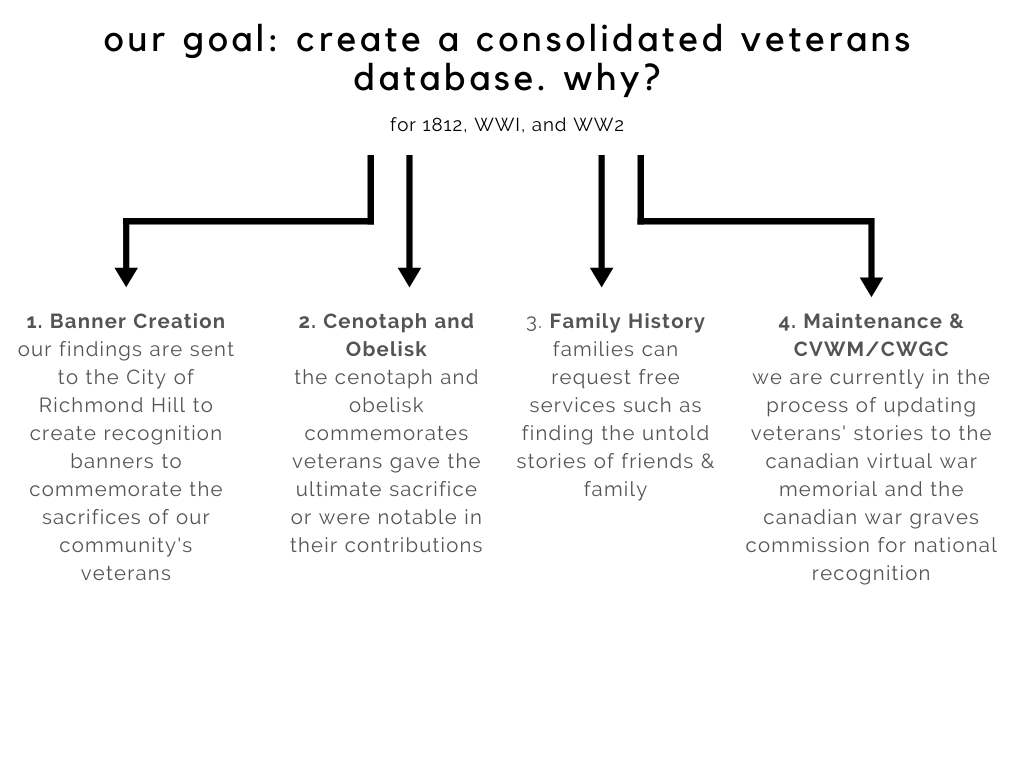 our goal: create a consolidated veterans
database. why?
for 1812, WWI, and WW2
1. Banner Creation
our findings are sent
to the City of
Richmond Hill to
create recognition
banners to
commemorate the
sacrifices of our
community's
veterans
2. Cenotaph and
Obelisk
the cenotaph and
obelisk
commemorates
veterans gave the
ultimate sacrifice
or were notable in
their contributions
3. Family History
families can
request free
services such as
finding the untold
stories of friends &
family
4. Maintenance &
CVWM/CWGC
we are currently in the
process of updating
veterans' stories to the
canadian virtual war
memorial and the
canadian war graves
commission for national
recognition